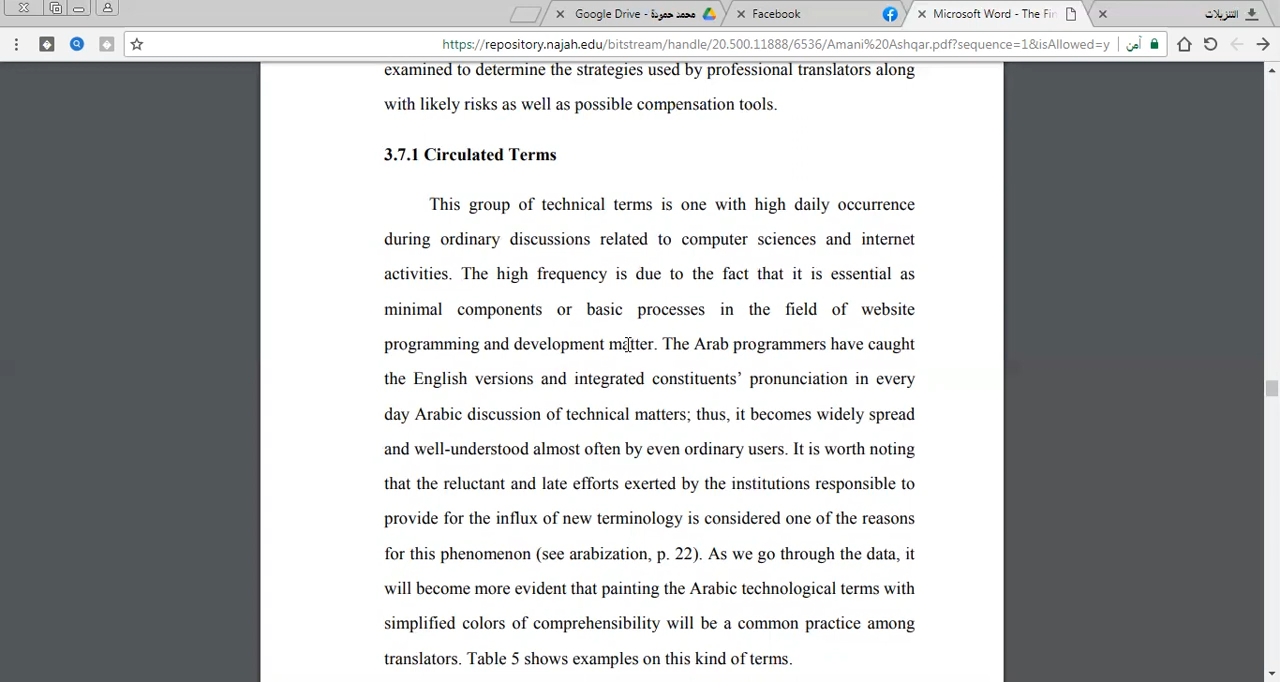 Google Drive - محمد حمودة
Facebook
Microsoft Word - The Fir
التنزيلات
https://repository.najah.edu/bitstream/handle/20.500.11888/6536/Amani%20Ashqar.pdf?sequence=1&isAllowed=y
آمن
examined to determine the strategies used by professional translators along
with likely risks as well as possible compensation tools.
3.7.1 Circulated Terms
This group of technical terms is one with high daily occurrence
during ordinary discussions related to computer sciences and internet
activities. The high frequency is due to the fact that it is essential as
minimal components or basic processes in the field of website
programming and development matter. The Arab programmers have caught
the English versions and integrated constituents’ pronunciation in every
day Arabic discussion of technical matters; thus, it becomes widely spread
and well-understood almost often by even ordinary users. It is worth noting
that the reluctant and late efforts exerted by the institutions responsible to
provide for the influx of new terminology is considered one of the reasons
for this phenomenon (see arabization, p. 22). As we go through the data, it
will become more evident that painting the Arabic technological terms with
simplified colors of comprehensibility will be a common practice among
translators. Table 5 shows examples on this kind of terms.